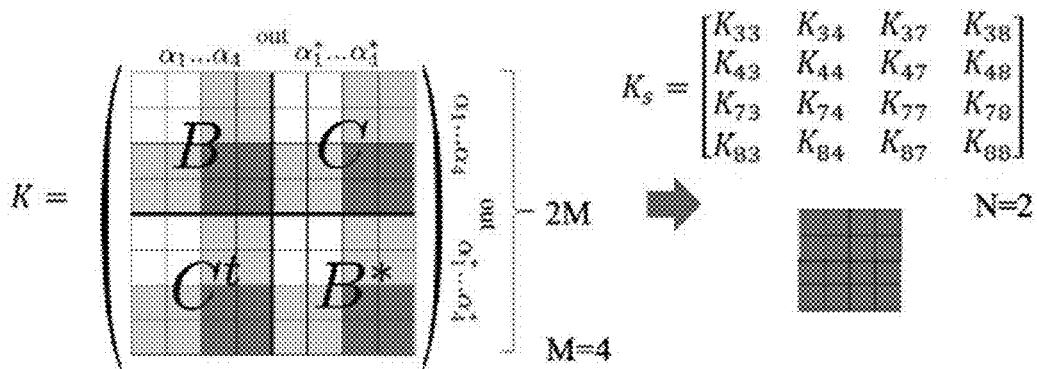 out
α₁...α₄ α₁*...α₄*
K =
B C
Cᵗ B*
α₁...α₄
out
α₁*...α₄*
2M
M=4
Kₛ =
K₃₃ K₃₄ K₃₇ K₃₈
K₄₃ K₄₄ K₄₇ K₄₈
K₇₃ K₇₄ K₇₇ K₇₈
K₈₃ K₈₄ K₈₇ K₈₈
N=2